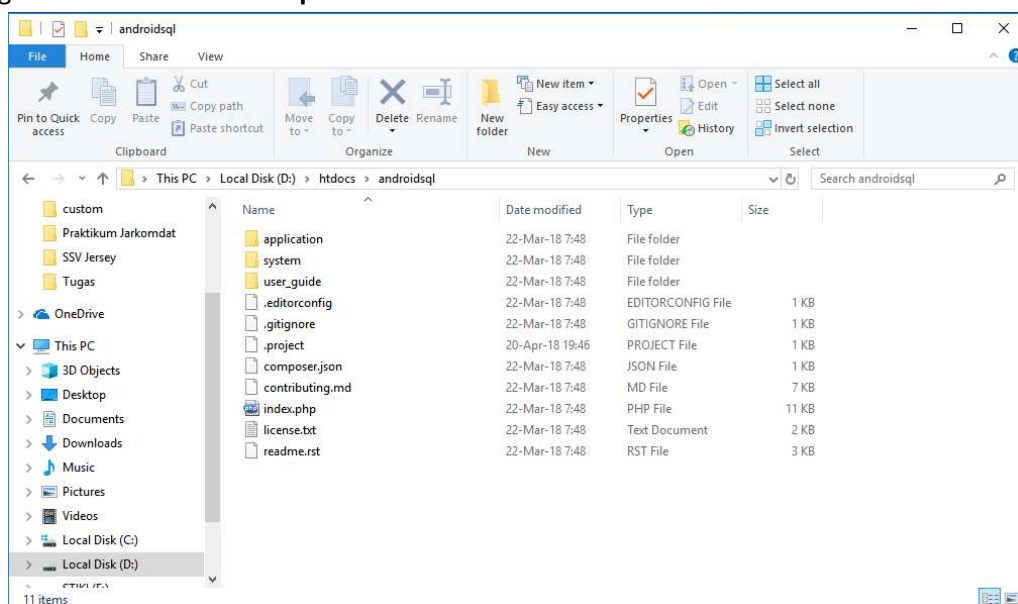 androidsql
File Home Share View
Pin to Quick access
Copy
Paste
Cut
Copy path
Paste shortcut
Move to
Copy to
Delete
Rename
New folder
New item
Easy access
Properties
Open
Edit
History
Select all
Select none
Invert selection
Clipboard Organize New Open Select
This PC > Local Disk (D:) > htdocs > androidsql
Search androidsql
custom
Praktikum Jarkomdat
SSV Jersey
Tugas
OneDrive
This PC
3D Objects
Desktop
Documents
Downloads
Music
Pictures
Videos
Local Disk (C:)
Local Disk (D:)
Name Date modified Type Size
application 22-Mar-18 7:48 File folder
system 22-Mar-18 7:48 File folder
user_guide 22-Mar-18 7:48 File folder
.editorconfig 22-Mar-18 7:48 EDITORCONFIG File 1 KB
.gitignore 22-Mar-18 7:48 GITIGNORE File 1 KB
.project 20-Apr-18 19:46 PROJECT File 1 KB
composer.json 22-Mar-18 7:48 JSON File 1 KB
contributing.md 22-Mar-18 7:48 MD File 7 KB
index.php 22-Mar-18 7:48 PHP File 11 KB
license.txt 22-Mar-18 7:48 Text Document 2 KB
readme.rst 22-Mar-18 7:48 RST File 3 KB
11 items